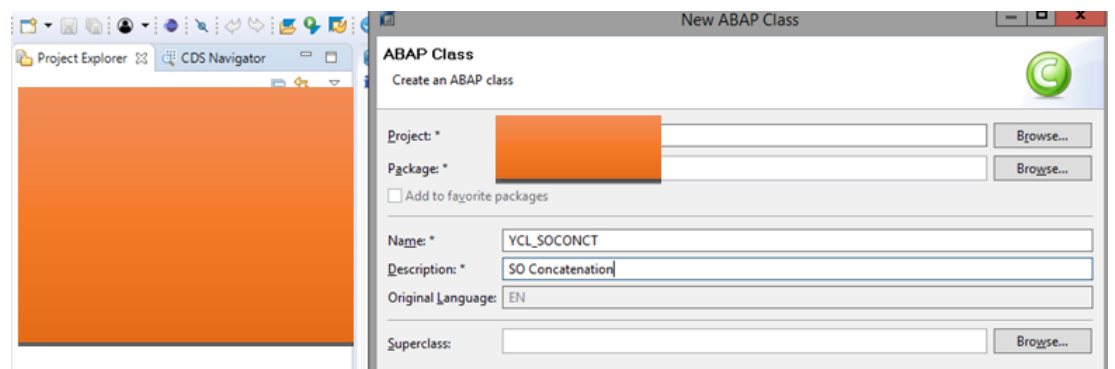 New ABAP Class
Project Explorer
CDS Navigator
ABAP Class
Create an ABAP class
Project: *
Browse...
Package: *
Browse...
Add to favorite packages
Name: *
YCL_SOCONCT
Description: *
SO Concatenation
Original Language:
EN
Superclass:
Browse...